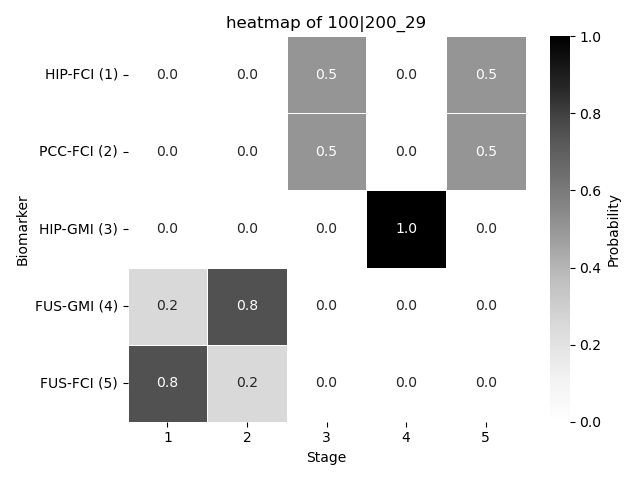 heatmap of 100|200_29
Biomarker
HIP-FCI (1) 0.0 0.0 0.5 0.0 0.5
PCC-FCI (2) 0.0 0.0 0.5 0.0 0.5
HIP-GMI (3) 0.0 0.0 0.0 1.0 0.0
FUS-GMI (4) 0.2 0.8 0.0 0.0 0.0
FUS-FCI (5) 0.8 0.2 0.0 0.0 0.0
1 2 3 4 5
Stage
1.0
0.8
0.6
0.4
0.2
0.0
Probability